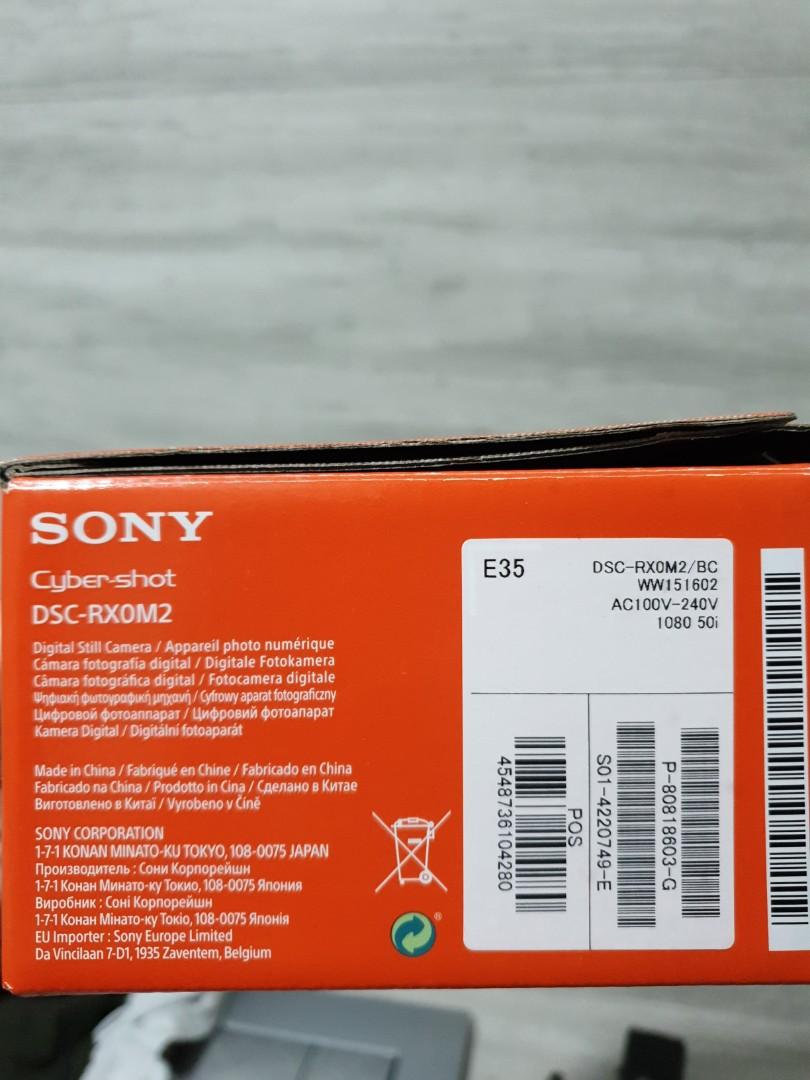 SONY
Cyber-shot
DSC-RX0M2
Digital Still Camera / Appareil photo numérique
Cámara fotografía digital / Digitale Fotokamera
Câmara fotográfica digital / Fotocamera digitale
Ψηφιακή φωτογραφική μηχανή / Cyfrowy aparat fotograficzny
Цифровой фотоаппарат / Цифровий фотоапарат
Kamera Digital / Digitální fotoaparát
Made in China / Fabriqué en Chine / Fabricado en China
Fabricado na China / Prodotto in Cina / Сделано в Китае
Виготовлено в Китаї / Vyrobeno v Číně
SONY CORPORATION
1-7-1 KONAN MINATO-KU TOKYO, 108-0075 JAPAN
Производитель : Сони Корпорейшн
1-7-1 Конан Минато-ку Токио, 108-0075 Япония
Виробник : Соні Корпорейшн
1-7-1 Конан Мінато-ку Токіо, 108-0075 Японія
EU Importer : Sony Europe Limited
Da Vincilaan 7-D1, 1935 Zaventem, Belgium
®
E35
DSC-RX0M2/BC
WW151602
AC100V-240V
1080 50i
4548736104280
POS
S01-4220749-E
P-80818603-G